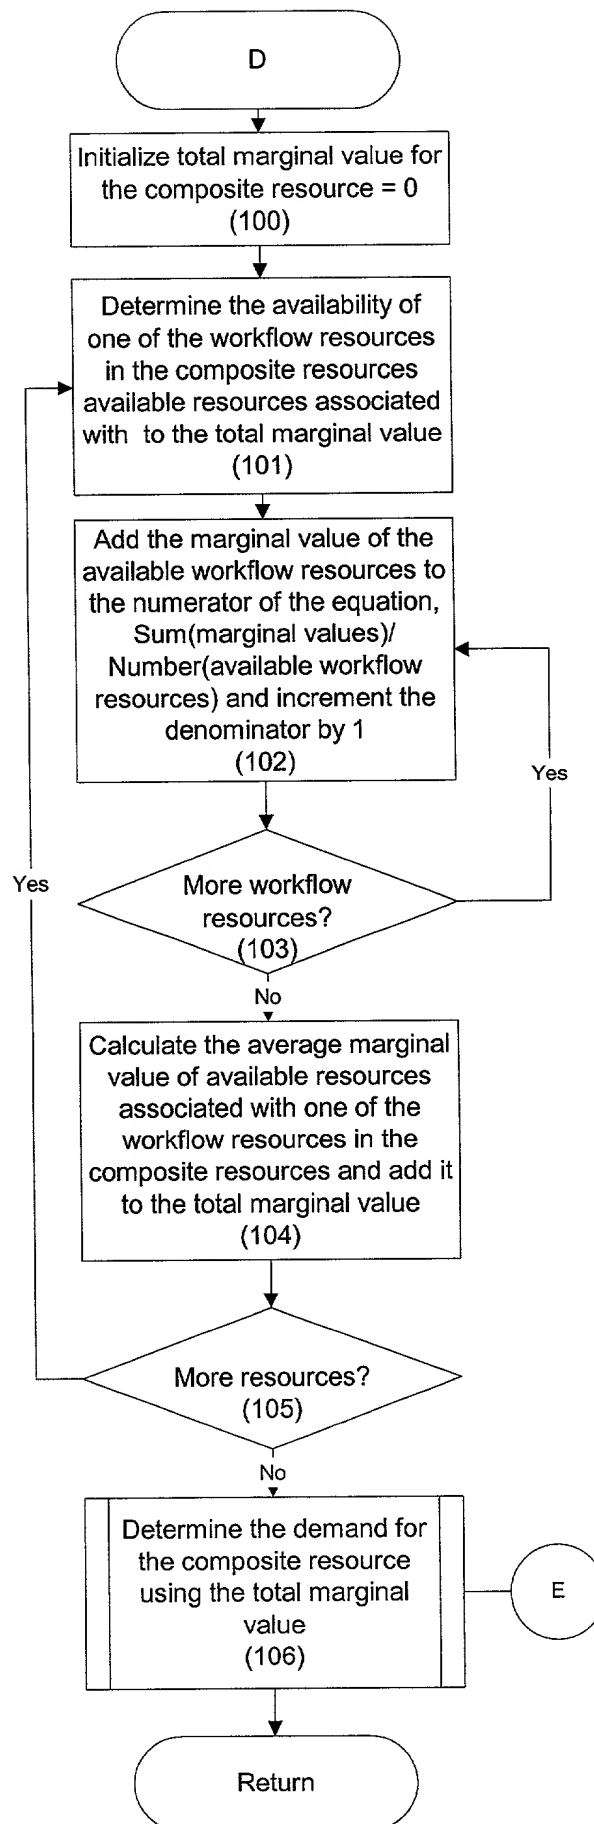 D
Initialize total marginal value for
the composite resource = 0
(100)
Determine the availability of
one of the workflow resources
in the composite resources
available resources associated
with to the total marginal value
(101)
Add the marginal value of the
available workflow resources to
the numerator of the equation,
Sum(marginal values)/
Number(available workflow
resources) and increment the
denominator by 1
(102)
Yes
Yes
More workflow
resources?
(103)
No
Calculate the average marginal
value of available resources
associated with one of the
workflow resources in the
composite resources and add it
to the total marginal value
(104)
More resources?
(105)
No
Determine the demand for
the composite resource
using the total marginal
value
(106)
E
Return